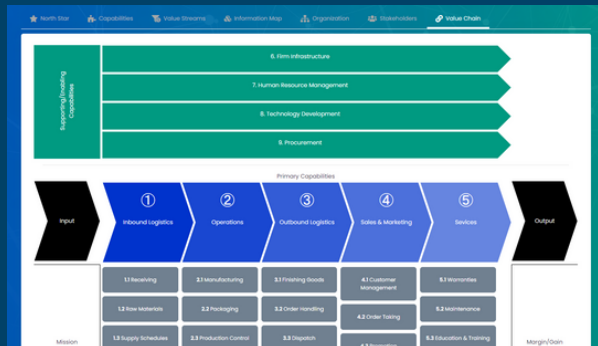 North Star
Capabilities
Value Streams
Information Map
Organisation
Stakeholders
Value Chain
Supporting/Enabling
Capabilities
6. Firm Infrastructure
7. Human Resource Management
8. Technology Development
9. Procurement
Primary Capabilities
Input
1
Inbound Logistics
2
Operations
3
Outbound Logistics
4
Sales & Marketing
5
Sevices
Output
Mission
1.1 Receiving
2.1 Manufacturing
3.1 Finishing Goods
4.1 Customer
Management
5.1 Warranties
1.2 Raw Materials
2.2 Packaging
3.2 Order Handling
4.2 Order Taking
5.2 Maintenance
1.3 Supply Schedules
2.3 Production Control
3.3 Dispatch
5.3 Education & Training
Margin/Gain